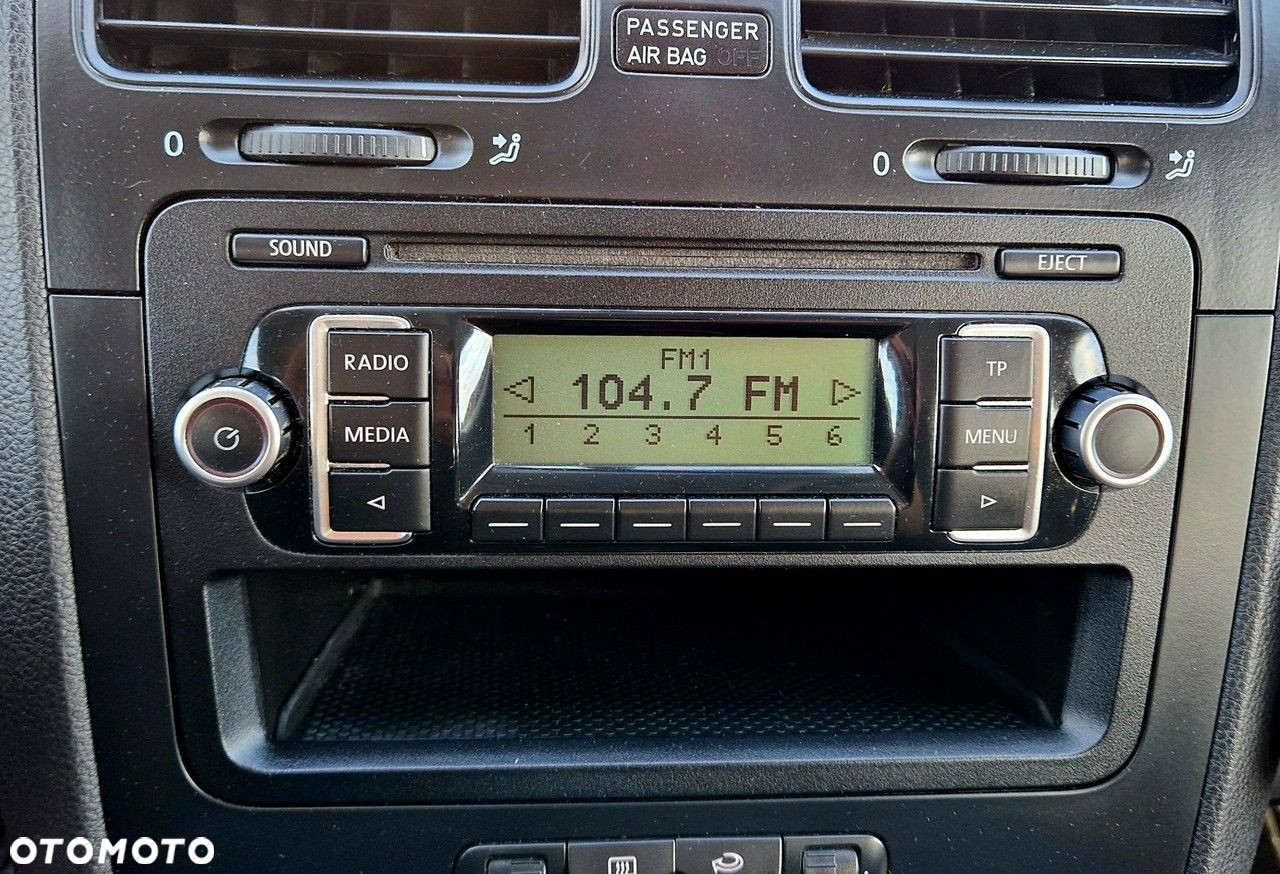 PASSENGER
AIR BAG OFF
0
0
SOUND
EJECT
RADIO
MEDIA
FM1
104.7 FM
1 2 3 4 5 6
TP
MENU
OTOMOTO